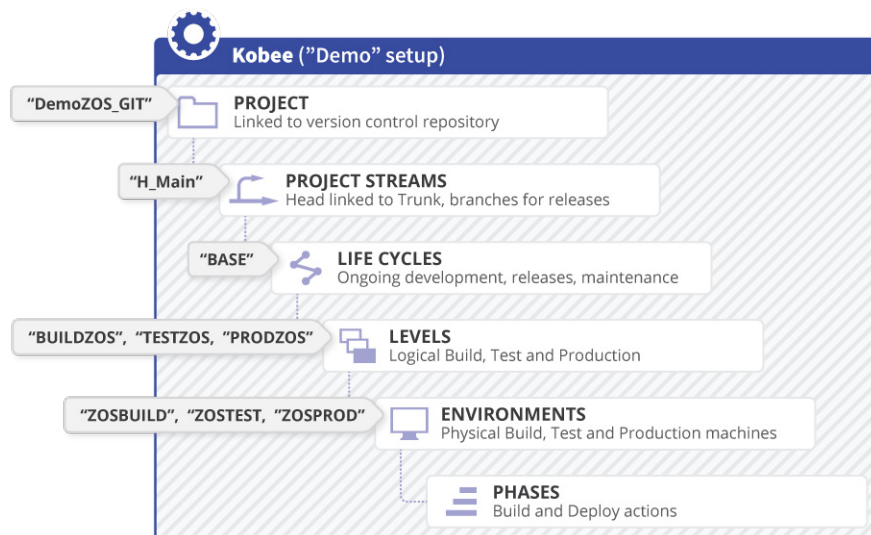 Kobee (”Demo” setup)
“DemoZOS_GIT”
PROJECT
Linked to version control repository
“H_Main”
PROJECT STREAMS
Head linked to Trunk, branches for releases
“BASE”
LIFE CYCLES
Ongoing development, releases, maintenance
“BUILDZOS”, “TESTZOS, “PRODZOS”
LEVELS
Logical Build, Test and Production
“ZOSBUILD”, “ZOSTEST, “ZOSPROD”
ENVIRONMENTS
Physical Build, Test and Production machines
PHASES
Build and Deploy actions